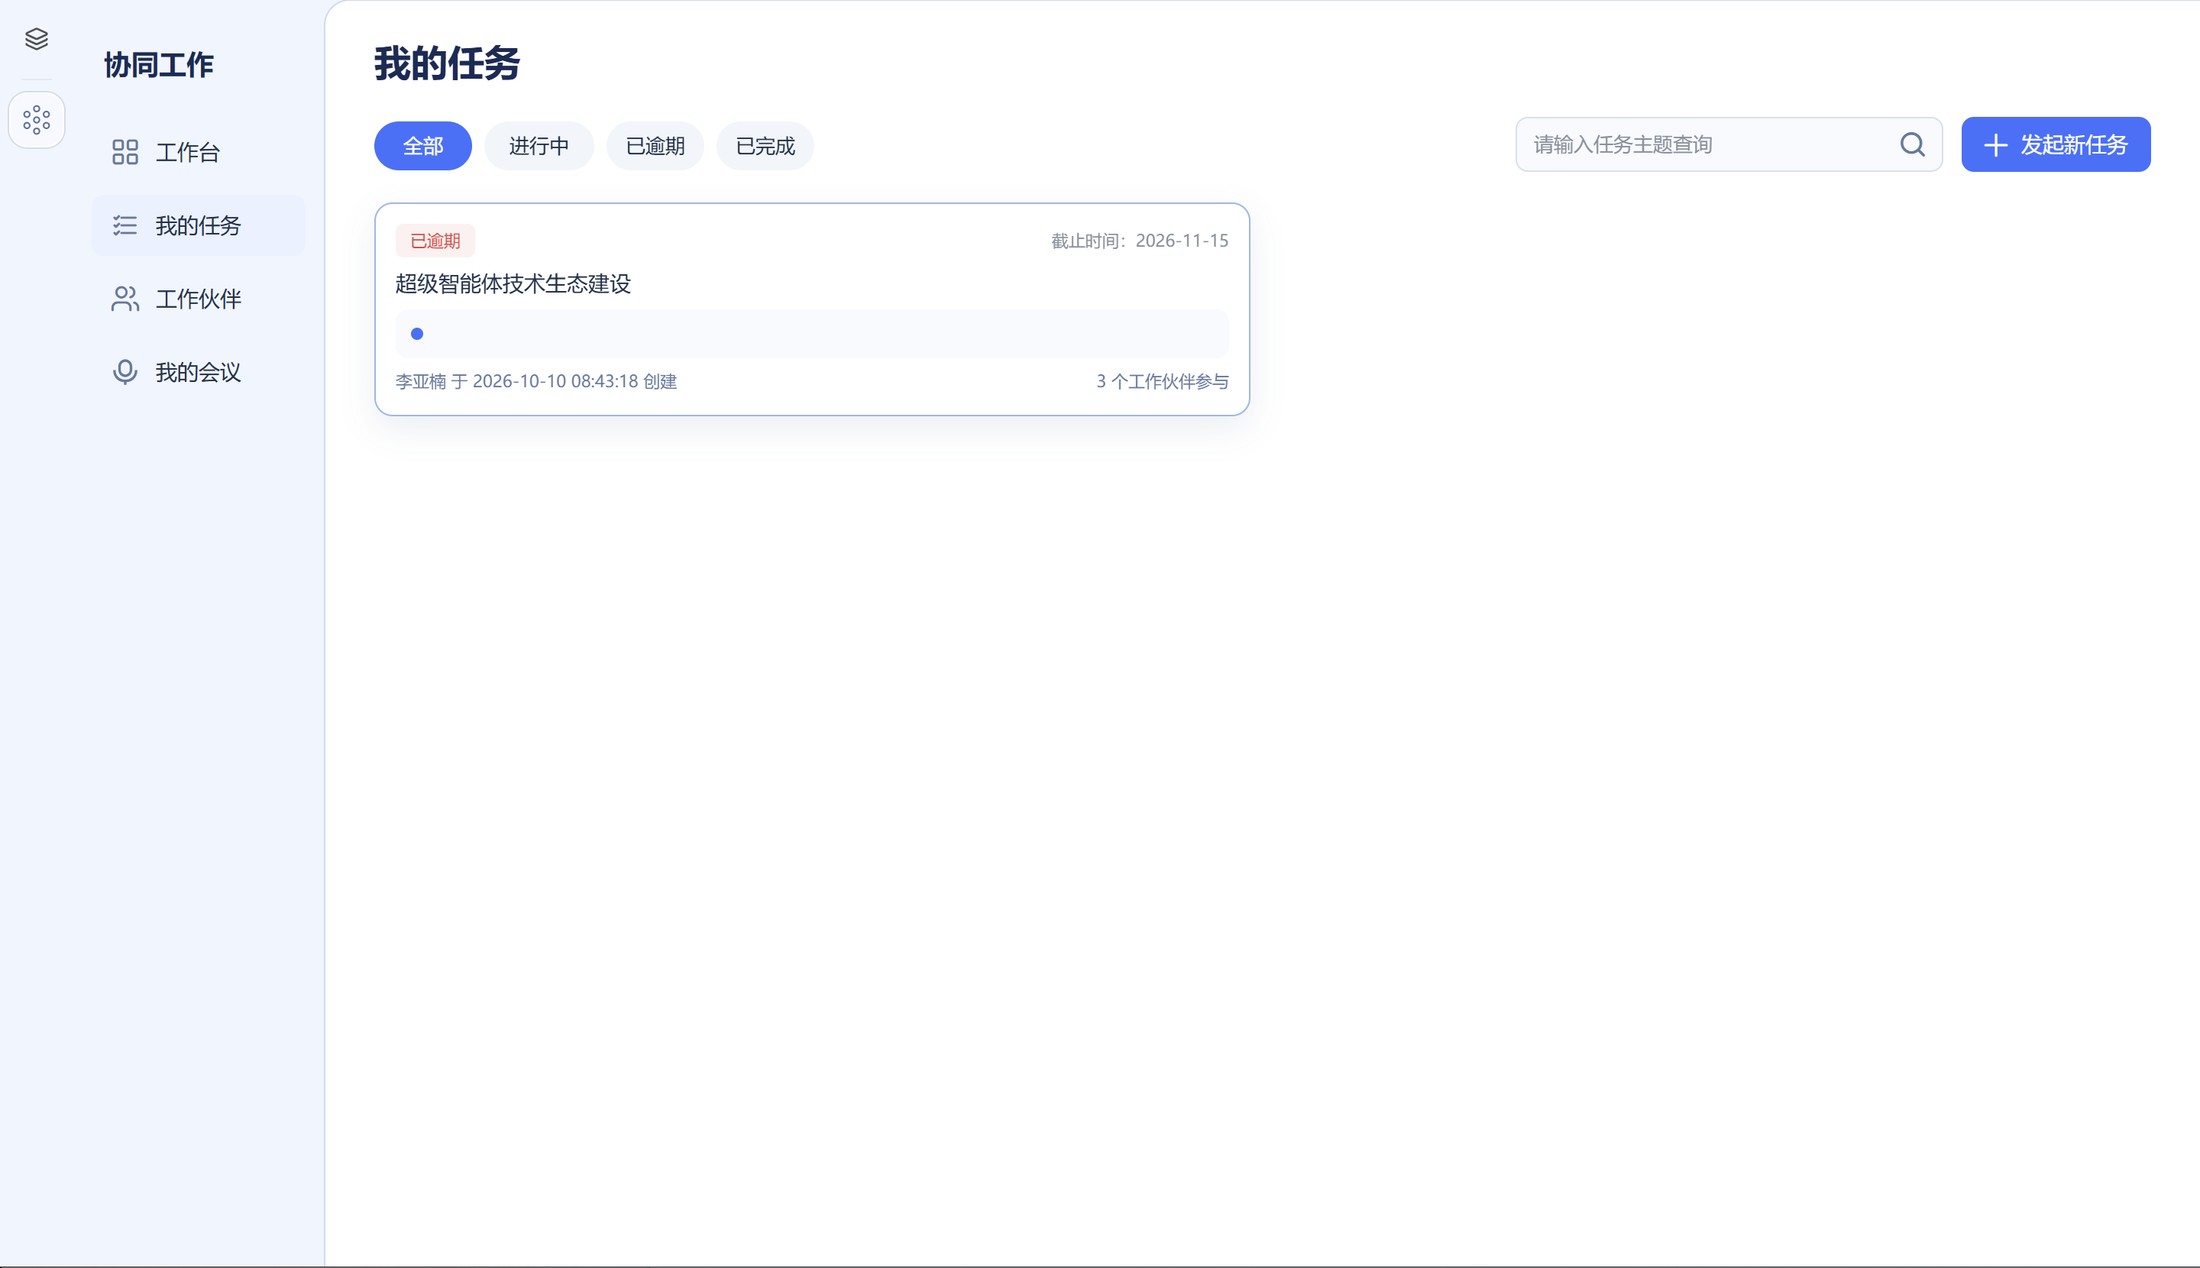 协同工作
工作台
我的任务
工作伙伴
我的会议
我的任务
全部
进行中
已逾期
已完成
请输入任务主题查询
发起新任务
已逾期
截止时间：2026-11-15
超级智能体技术生态建设
李亚楠 于 2026-10-10 08:43:18 创建
3 个工作伙伴参与